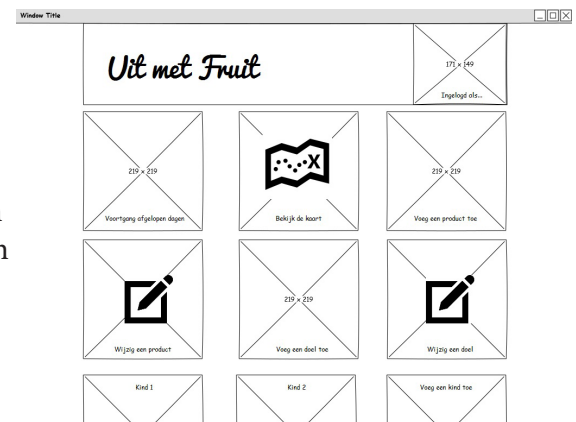 Window Title
Uit met Fruit
171 x 149
Ingelogd als...
219 x 219
219 x 219
Voortgang afgelopen dagen
Bekijk de kaart
Voeg een product toe
219 x 219
Wijzig een product
Voeg een doel toe
Wijzig een doel
Kind 1
Kind 2
Voeg een kind toe